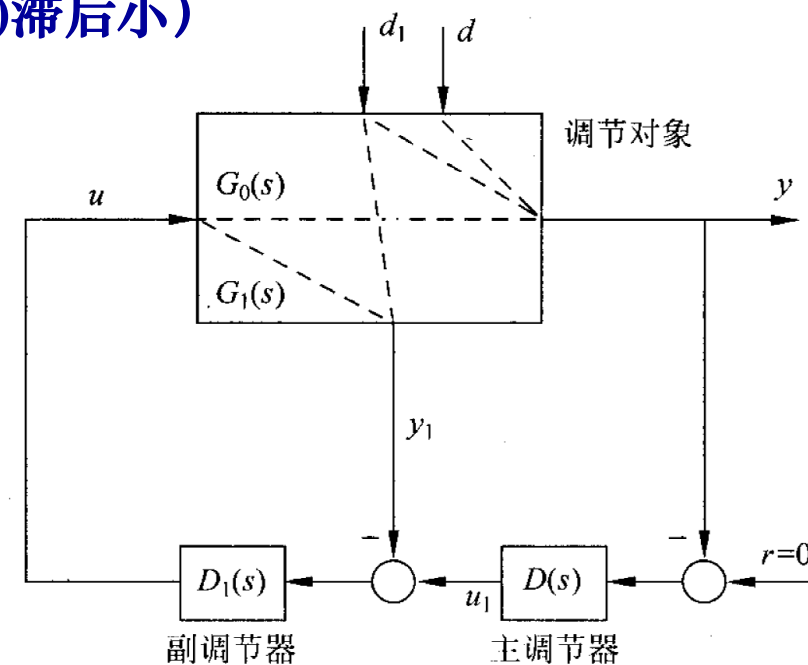 )滞后小）
d₁
d
调节对象
G₀(s)
u
y
G₁(s)
y₁
−
−
r=0
D₁(s)
u₁
D(s)
副调节器
主调节器